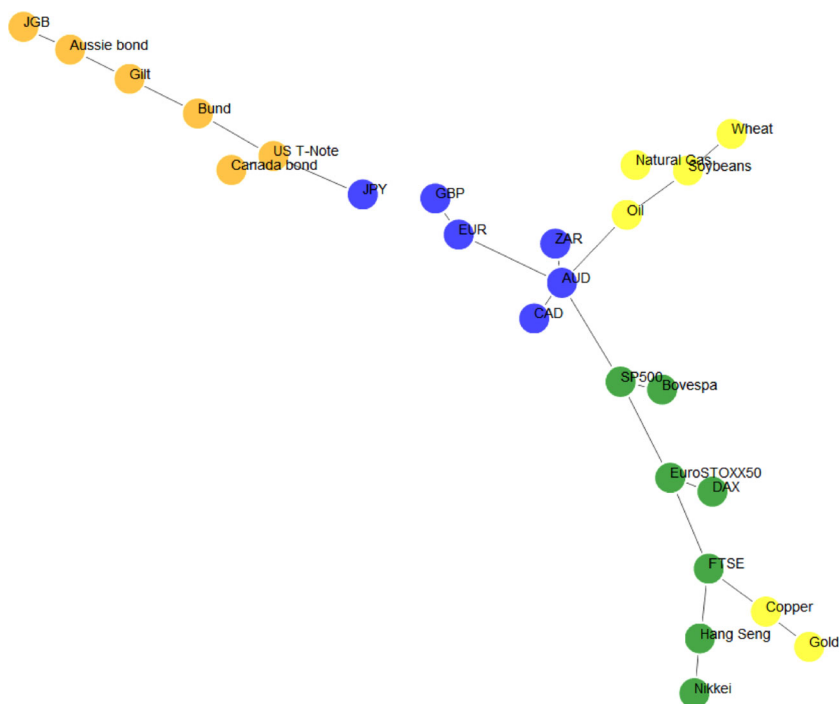 JGB
Aussie bond
Gilt
Bund
US T-Note
Canada bond
JPY
GBP
EUR
ZAR
AUD
CAD
Wheat
Natural Gas
Soybeans
Oil
SP500
Bovespa
EuroSTOXX50
DAX
FTSE
Copper
Hang Seng
Gold
Nikkei